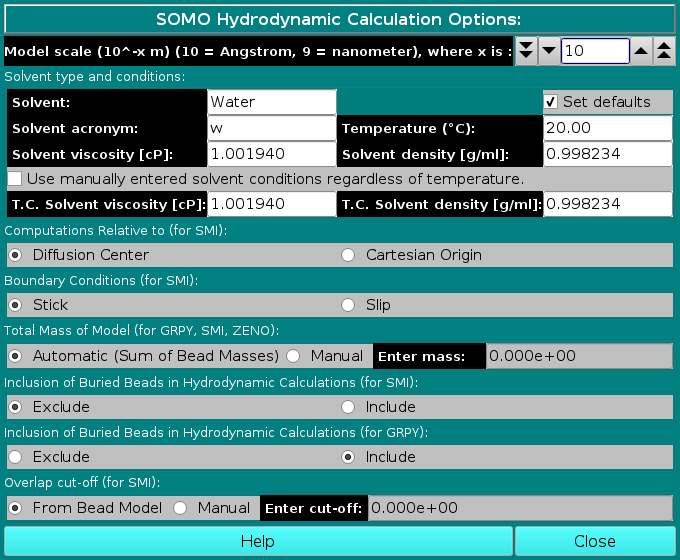 SOMO Hydrodynamic Calculation Options:
Model scale (10^-x m) (10 = Angstrom, 9 = nanometer), where x is : 10
Solvent type and conditions:
Solvent: Water Set defaults
Solvent acronym: w Temperature (°C): 20.00
Solvent viscosity [cP]: 1.001940 Solvent density [g/ml]: 0.998234
Use manually entered solvent conditions regardless of temperature.
T.C. Solvent viscosity [cP]: 1.001940 T.C. Solvent density [g/ml]: 0.998234
Computations Relative to (for SMI):
Diffusion Center Cartesian Origin
Boundary Conditions (for SMI):
Stick Slip
Total Mass of Model (for GRPY, SMI, ZENO):
Automatic (Sum of Bead Masses) Manual Enter mass: 0.000e+00
Inclusion of Buried Beads in Hydrodynamic Calculations (for SMI):
Exclude Include
Inclusion of Buried Beads in Hydrodynamic Calculations (for GRPY):
Exclude Include
Overlap cut-off (for SMI):
From Bead Model Manual Enter cut-off: 0.000e+00
Help Close